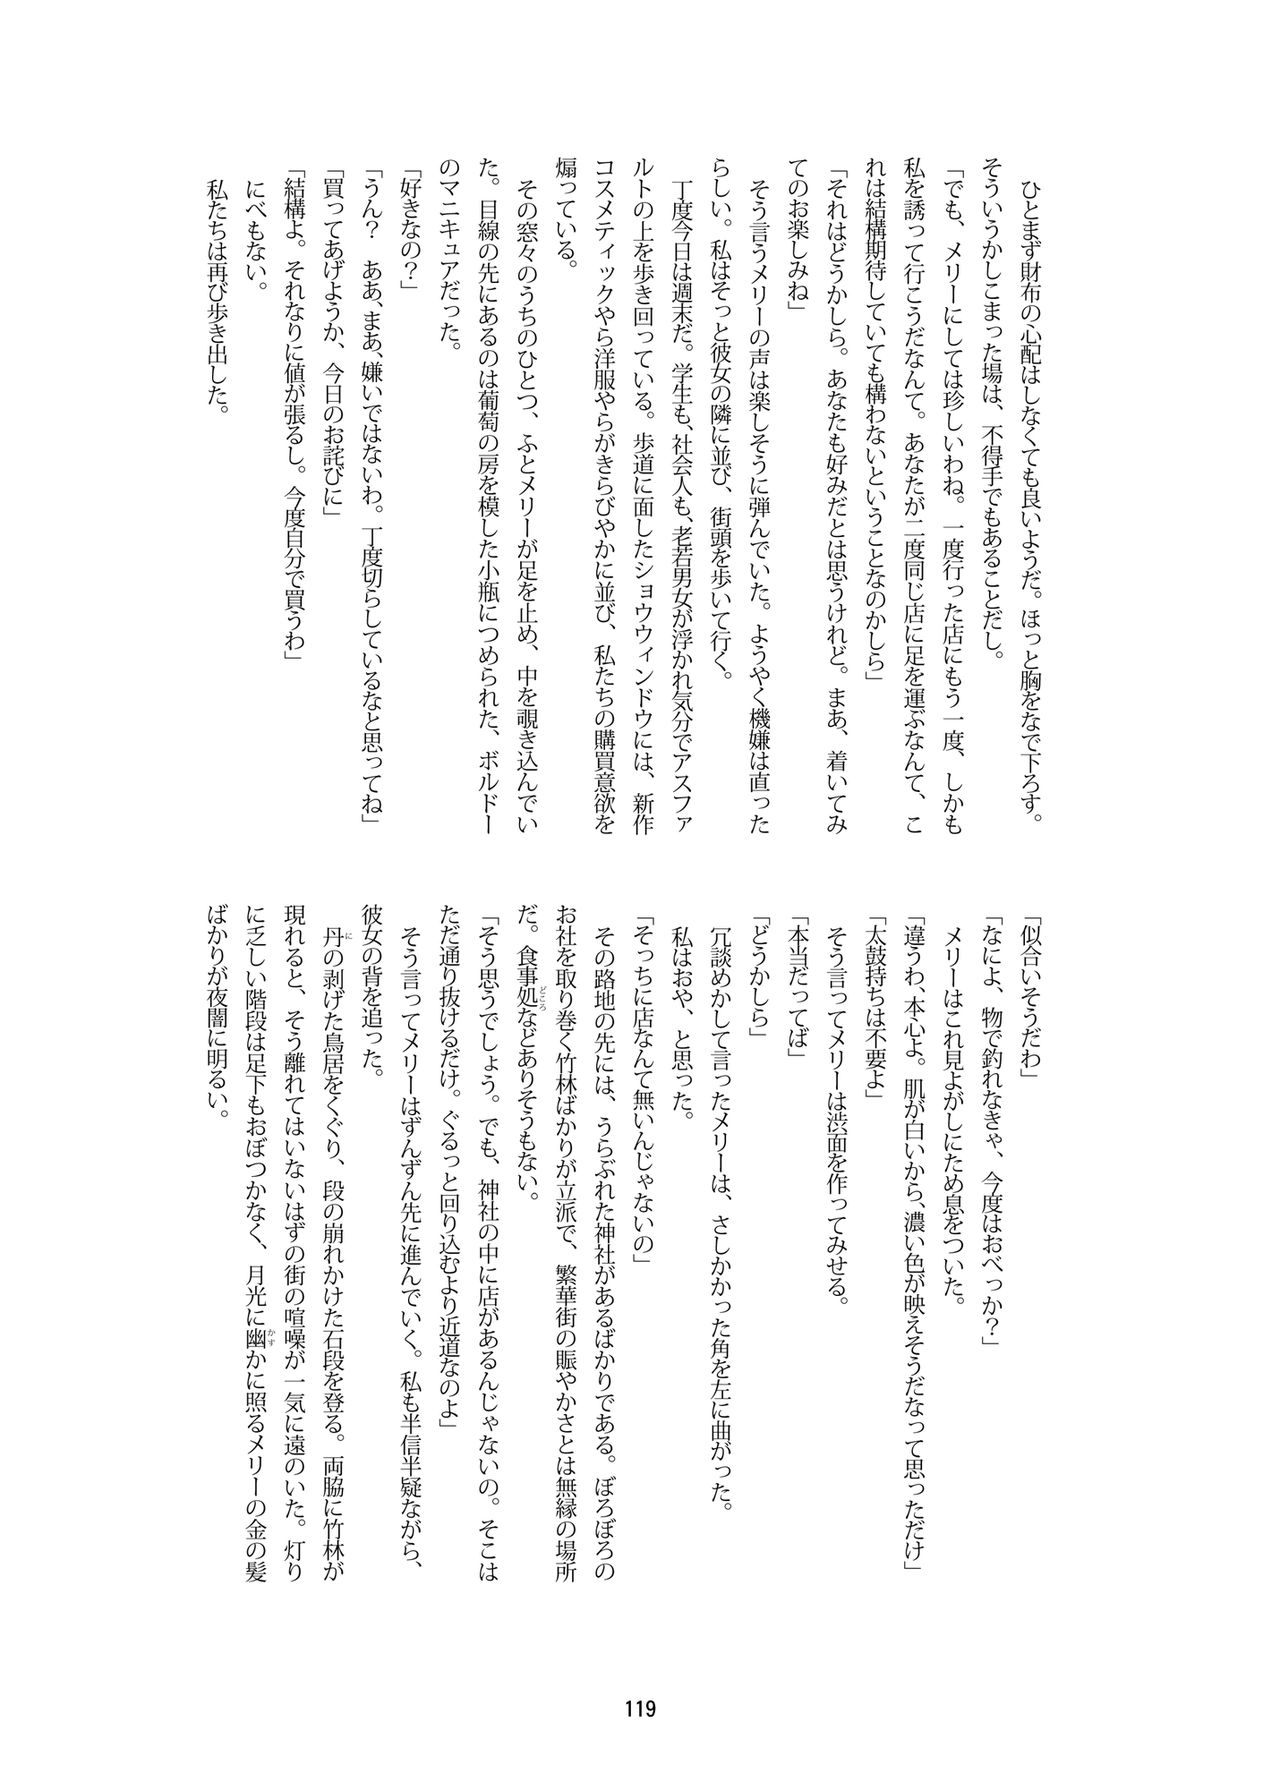 ひとまず財布の心配はしなくても良いようだ。ほっと胸をなで下ろす。
そういうかしこまった場は、不得手でもあることだし。
「でも、メリーにしては珍しいわね。一度行った店にもう一度、しかも
私を誘って行こうだなんて。あなたが二度同じ店に足を運ぶなんて、こ
れは結構期待していても構わないということなのかしら」
「それはどうかしら。あなたも好みだとは思うけれど。まあ、着いてみ
てのお楽しみね」
そう言うメリーの声は楽しそうに弾んでいた。ようやく機嫌は直った
らしい。私はそっと彼女の隣に並び、街頭を歩いて行く。
丁度今日は週末だ。学生も、社会人も、老若男女が浮かれ気分でアスファ
ルトの上を歩き回っている。歩道に面したショウウィンドウには、新作
コスメティックやら洋服やらがきらびやかに並び、私たちの購買意欲を
煽っている。
その窓々のうちのひとつ、ふとメリーが足を止め、中を覗き込んでい
た。目線の先にあるのは葡萄の房を模した小瓶につめられた、ボルドー
のマニキュアだった。
「好きなの？」
「うん？　ああ、まあ、嫌いではないわ。丁度切らしているなと思ってね」
「買ってあげようか、今日のお詫びに」
「結構よ。それなりに値が張るし。今度自分で買うわ」
にべもない。
私たちは再び歩き出した。
「似合いそうだわ」
「なによ、物で釣れなきゃ、今度はおべっか？」
メリーはこれ見よがしにため息をついた。
「違うわ、本心よ。肌が白いから、濃い色が映えそうだなって思っただけ」
「太鼓持ちは不要よ」
そう言ってメリーは渋面を作ってみせる。
「本当だってば」
「どうかしら」
冗談めかして言ったメリーは、さしかかった角を左に曲がった。
私はおや、と思った。
「そっちに店なんて無いんじゃないの」
その路地の先には、うらぶれた神社があるばかりである。ぼろぼろの
お社を取り巻く竹林ばかりが立派で、繁華街の賑やかさとは無縁の場所
だ。食事処どころなどありそうもない。
「そう思うでしょう。でも、神社の中に店があるんじゃないの。そこは
ただ通り抜けるだけ。ぐるっと回り込むより近道なのよ」
そう言ってメリーはずんずん先に進んでいく。私も半信半疑ながら、
彼女の背を追った。
丹にの剥げた鳥居をくぐり、段の崩れかけた石段を登る。両脇に竹林が
現れると、そう離れてはいないはずの街の喧噪が一気に遠のいた。灯り
に乏しい階段は足下もおぼつかなく、月光に幽かすかに照るメリーの金の髪
ばかりが夜闇に明るい。
119